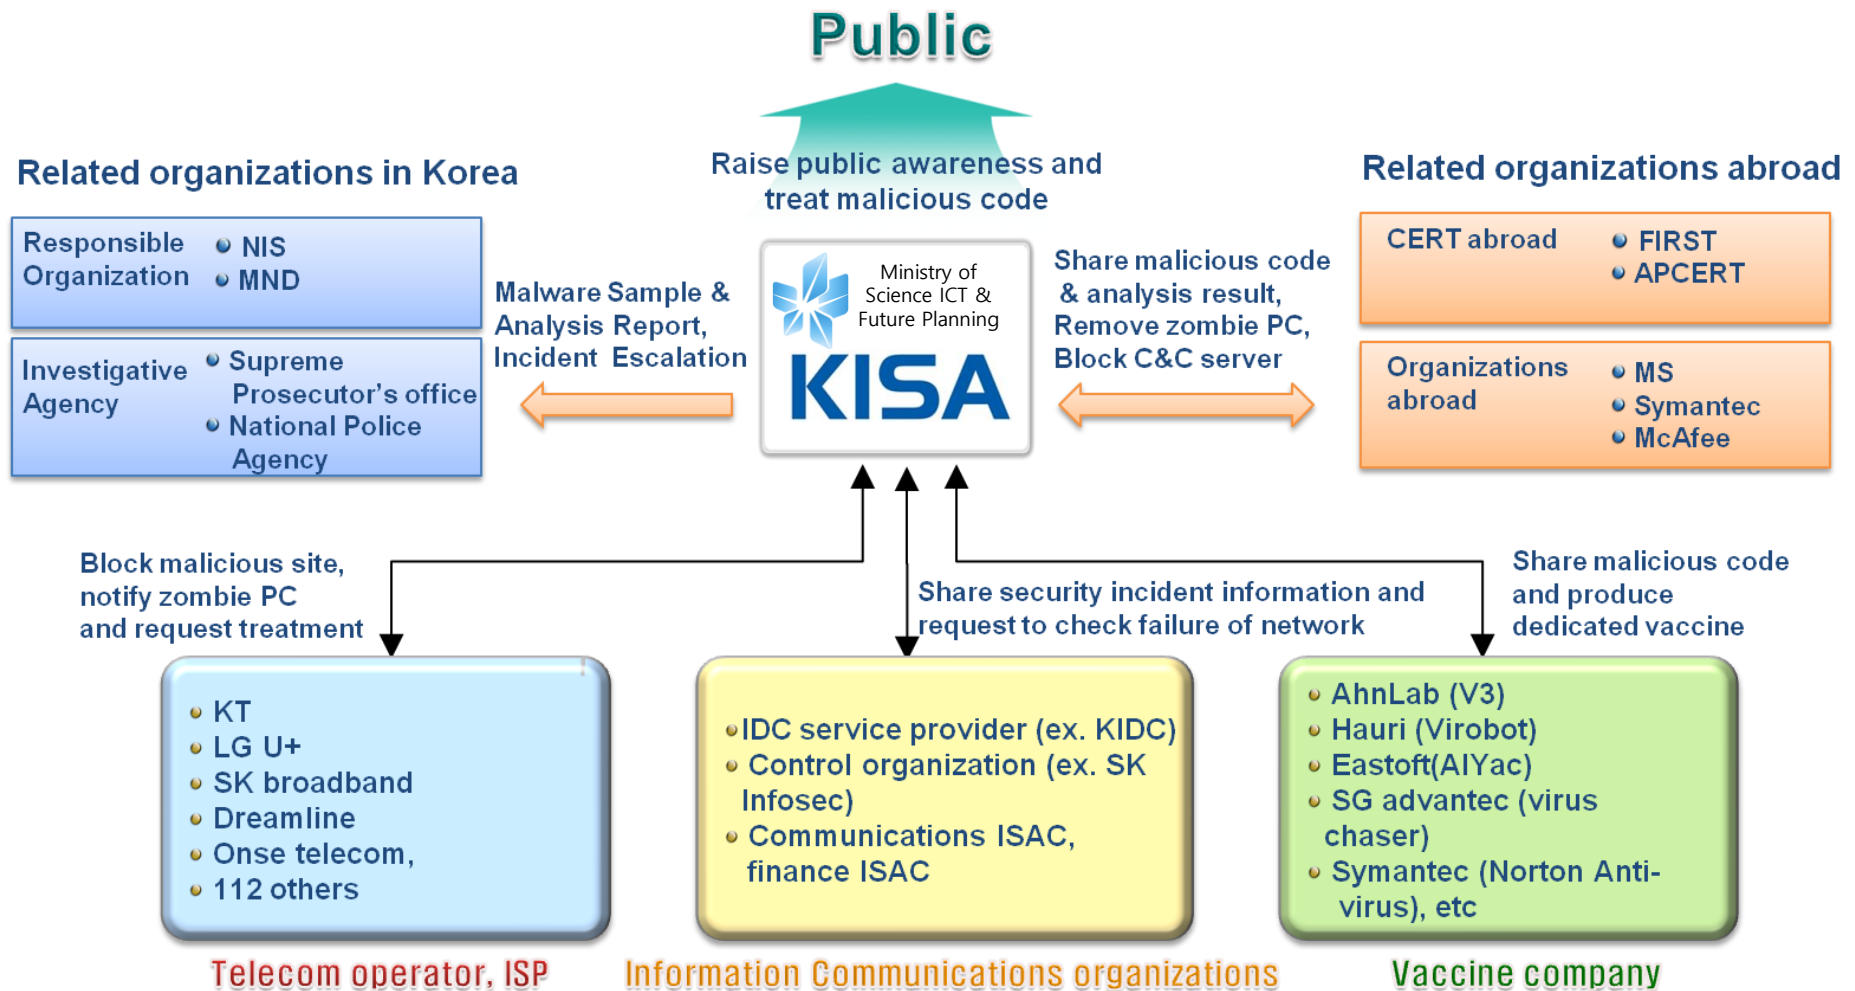 Public
Raise public awareness and
treat malicious code
Related organizations in Korea
Responsible
Organization
NIS
MND
Investigative
Agency
Supreme
Prosecutor's office
National Police
Agency
Malware Sample &
Analysis Report,
Incident Escalation
Ministry of
Science ICT &
Future Planning
KISA
Share malicious code
& analysis result,
Remove zombie PC,
Block C&C server
Related organizations abroad
CERT abroad
FIRST
APCERT
Organizations
abroad
MS
Symantec
McAfee
Block malicious site,
notify zombie PC
and request treatment
Share security incident information and
request to check failure of network
Share malicious code
and produce
dedicated vaccine
KT
LG U+
SK broadband
Dreamline
Onse telecom,
112 others
Telecom operator, ISP
IDC service provider (ex. KIDC)
Control organization (ex. SK
Infosec)
Communications ISAC,
finance ISAC
Information Communications organizations
AhnLab (V3)
Hauri (Virobot)
Eastoft(AlYac)
SG advantec (virus
chaser)
Symantec (Norton Anti-
virus), etc
Vaccine company